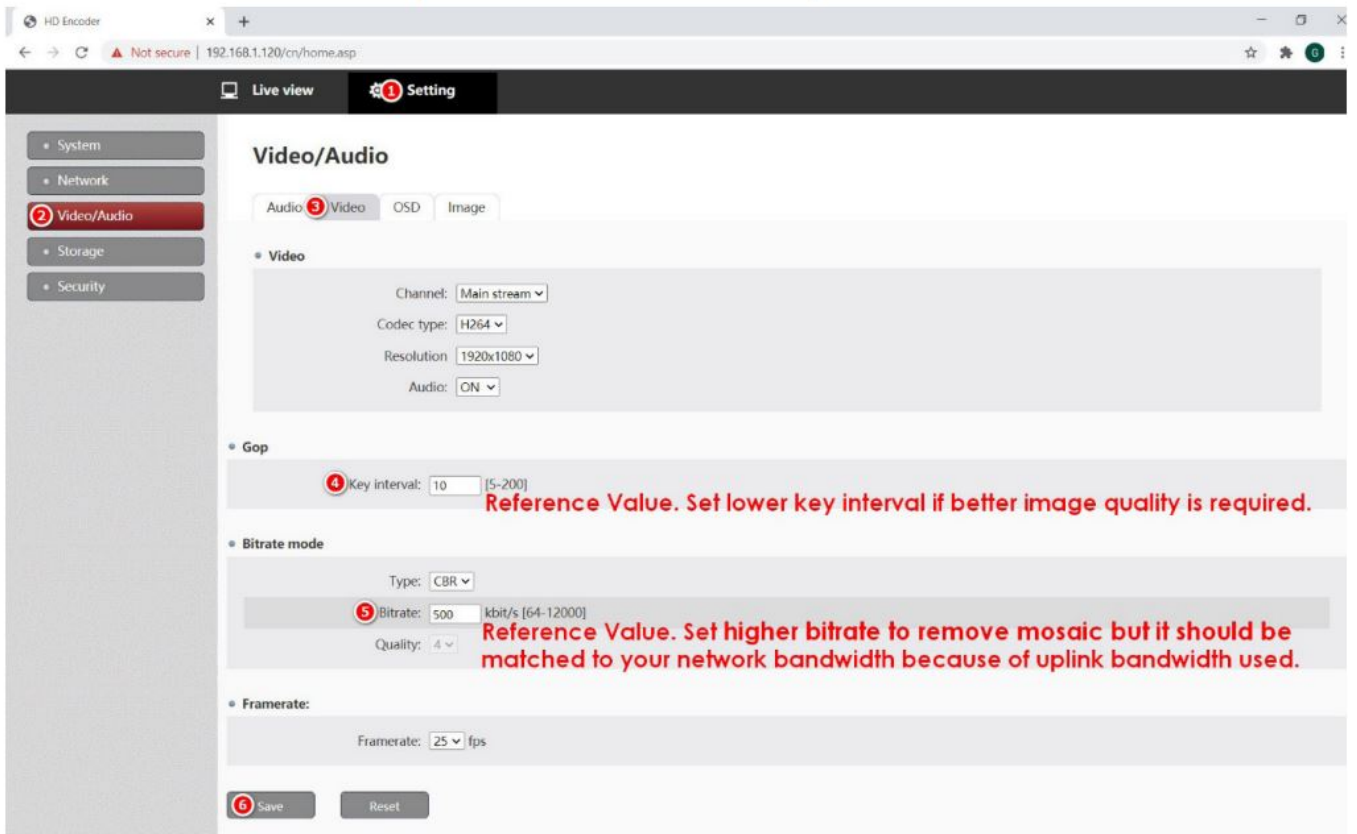 HD Encoder
Not secure | 192.168.1.120/cn/home.asp
G
Live view
1 Setting
System
Network
2 Video/Audio
Storage
Security
Video/Audio
Audio 3 Video OSD Image
Video
Channel: Main stream
Codec type: H264
Resolution 1920x1080
Audio: ON
Gop
4 Key interval: 10 [5-200]
Reference Value. Set lower key interval if better image quality is required.
Bitrate mode
Type: CBR
5 Bitrate: 500 kbit/s [64-12000]
Reference Value. Set higher bitrate to remove mosaic but it should be
Quality: 4
matched to your network bandwidth because of uplink bandwidth used.
Framerate:
Framerate: 25 fps
6 Save Reset